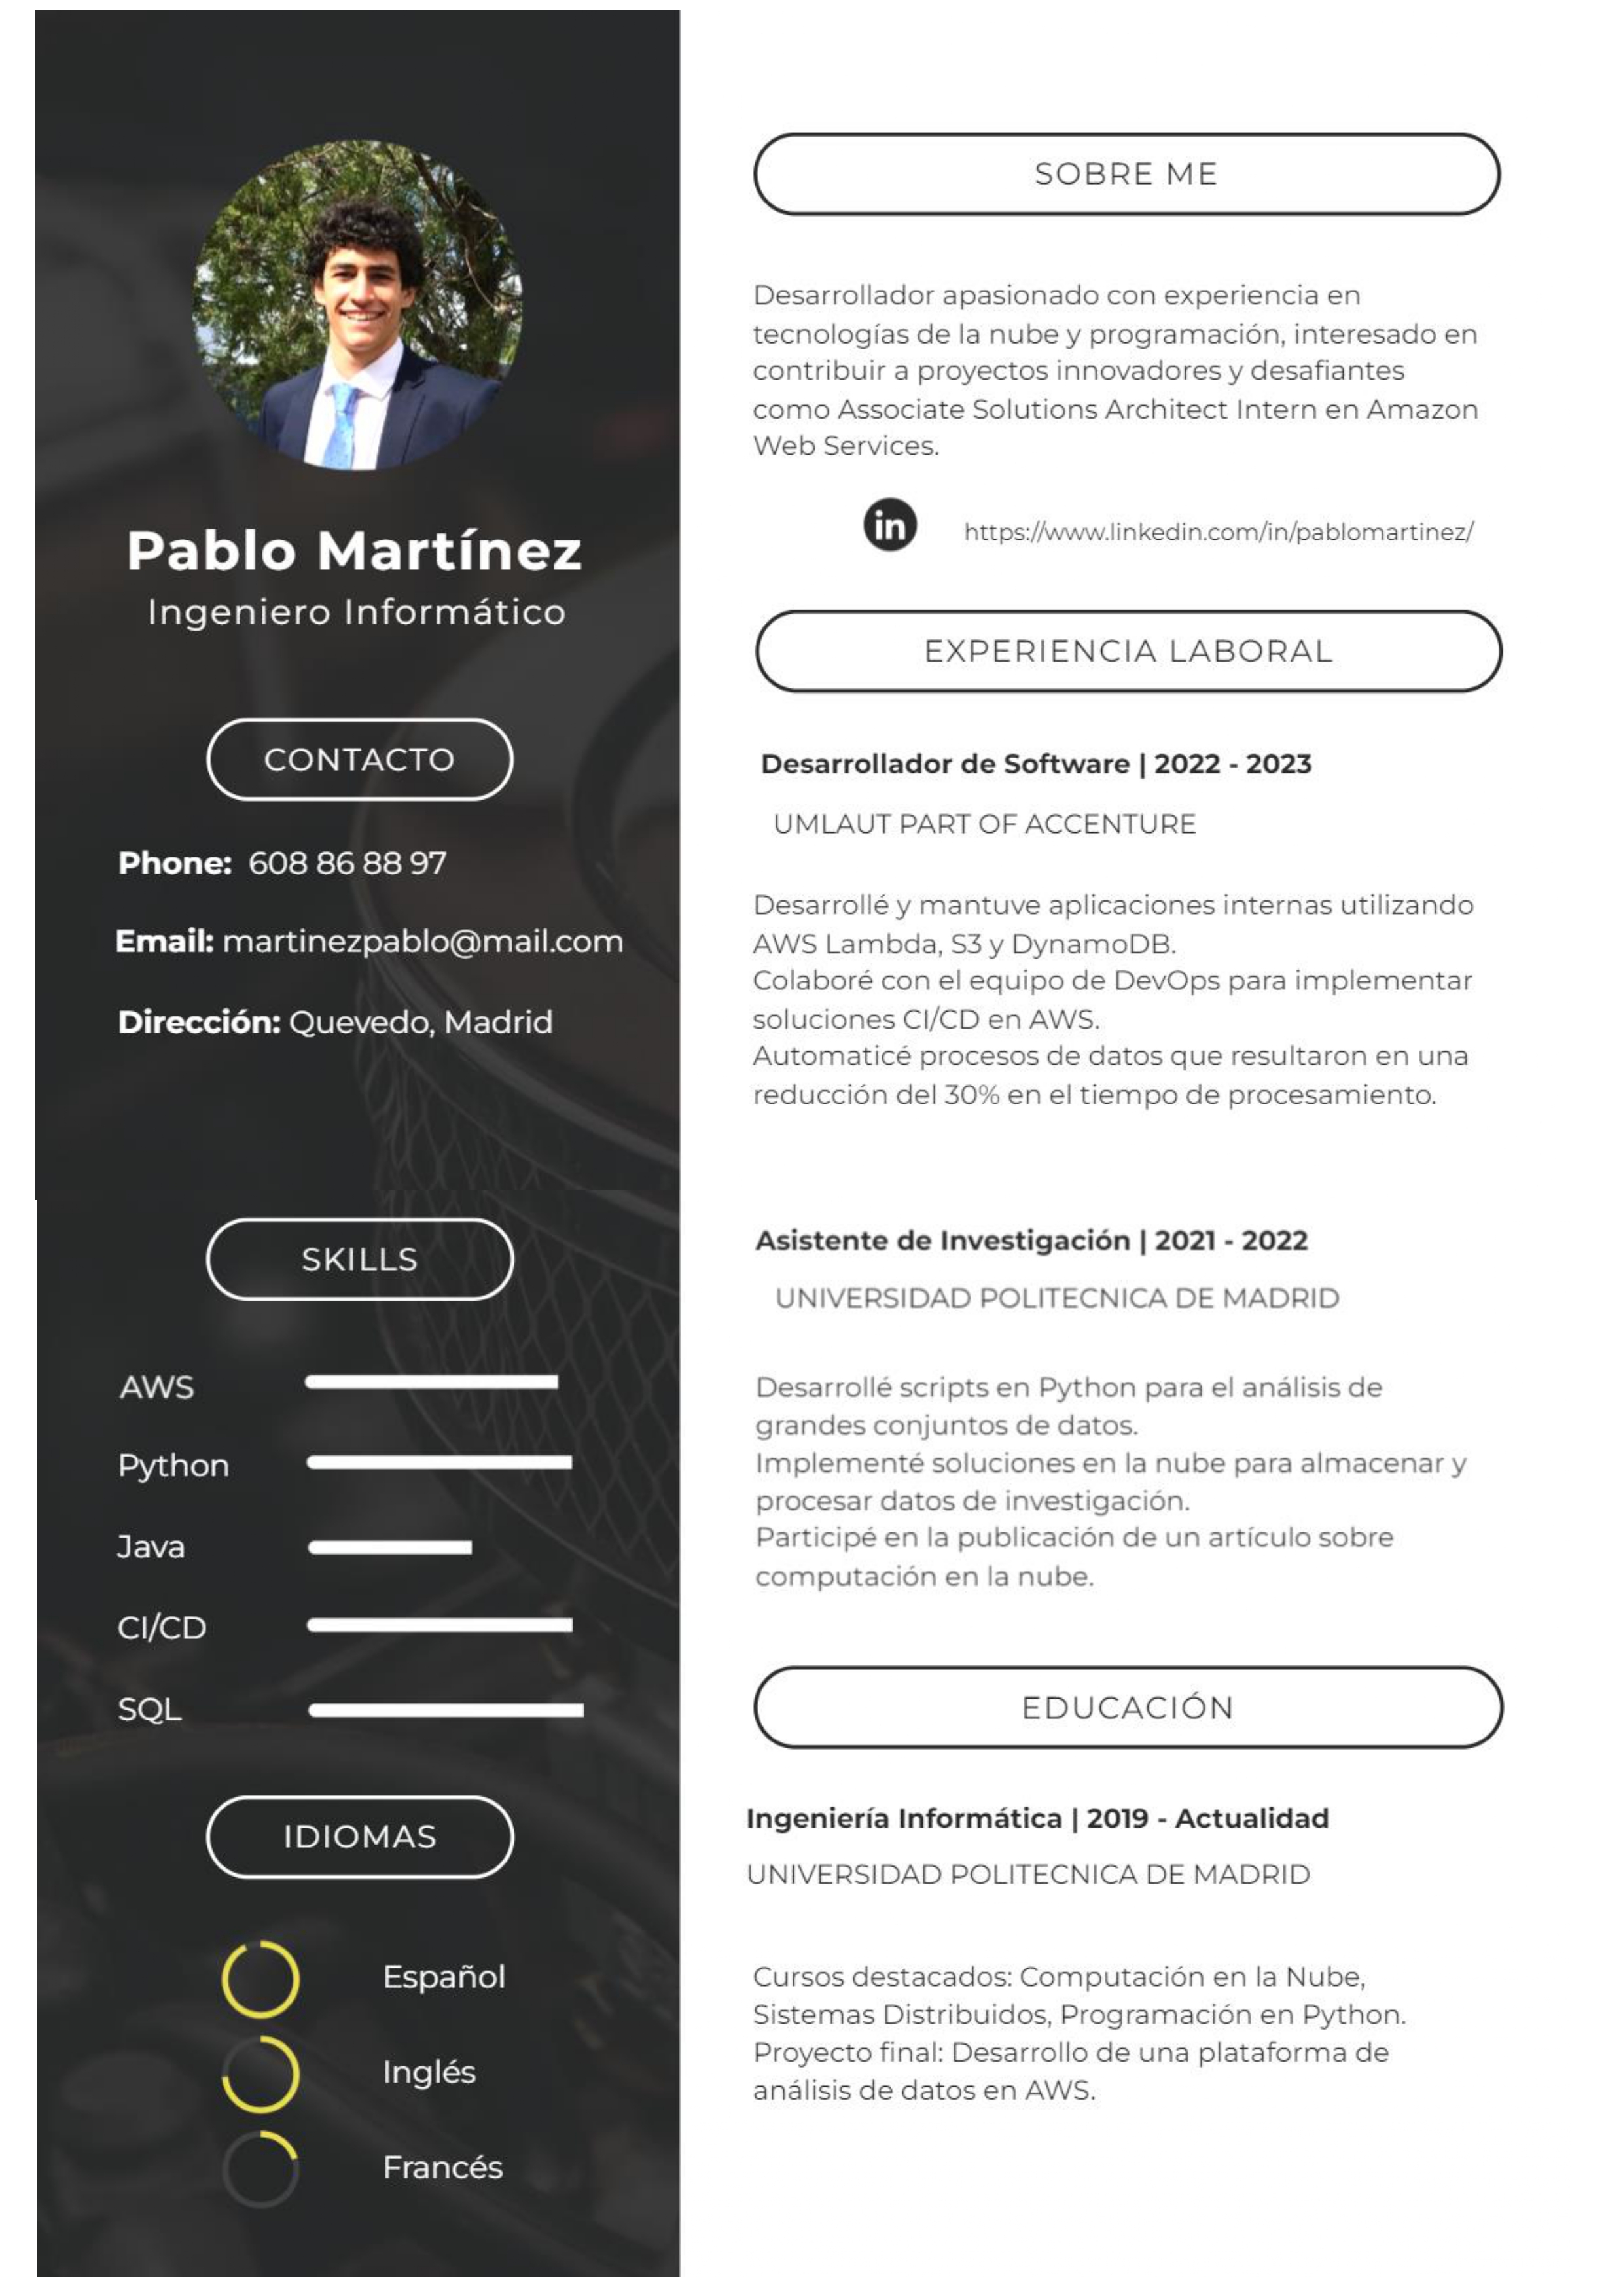 Pablo Martínez
Ingeniero Informático
CONTACTO
Phone: 608 86 88 97
Email: martinezpablo@mail.com
Dirección: Quevedo, Madrid
SKILLS
AWS
Python
Java
CI/CD
SQL
IDIOMAS
Español
Inglés
Francés
SOBRE ME
Desarrollador apasionado con experiencia en
tecnologías de la nube y programación, interesado en
contribuir a proyectos innovadores y desafiantes
como Associate Solutions Architect Intern en Amazon
Web Services.
in
https://www.linkedin.com/in/pablomartinez/
EXPERIENCIA LABORAL
Desarrollador de Software | 2022 - 2023
UMLAUT PART OF ACCENTURE
Desarrollé y mantuve aplicaciones internas utilizando
AWS Lambda, S3 y DynamoDB.
Colaboré con el equipo de DevOps para implementar
soluciones CI/CD en AWS.
Automaticé procesos de datos que resultaron en una
reducción del 30% en el tiempo de procesamiento.
Asistente de Investigación | 2021 - 2022
UNIVERSIDAD POLITECNICA DE MADRID
Desarrollé scripts en Python para el análisis de
grandes conjuntos de datos.
Implementé soluciones en la nube para almacenar y
procesar datos de investigación.
Participé en la publicación de un artículo sobre
computación en la nube.
EDUCACIÓN
Ingeniería Informática | 2019 - Actualidad
UNIVERSIDAD POLITECNICA DE MADRID
Cursos destacados: Computación en la Nube,
Sistemas Distribuidos, Programación en Python.
Proyecto final: Desarrollo de una plataforma de
análisis de datos en AWS.